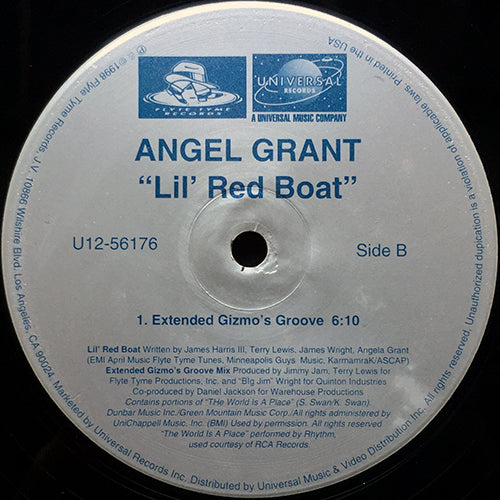 FLYTE TYME
RECORDS
UNIVERSAL
RECORDS
A UNIVERSAL MUSIC COMPANY
ANGEL GRANT
“Lil’ Red Boat”
U12-56176
Side B
1. Extended Gizmo's Groove 6:10
Lil' Red Boat Written by James Harris III, Terry Lewis, James Wright, Angela Grant
(EMI April Music Flyte Tyme Tunes, Minneapolis Guys Music, KarmamraK/ASCAP)
Extended Gizmo's Groove Mix Produced by Jimmy Jam, Terry Lewis for
Flyte Tyme Productions, Inc. and "BIg Jim" Wright for Quinton Industries
Co-produced by Daniel Jackson for Warehouse Productions
Contains portions of "THe World Is A Place" (S. Swan/K. Swan).
Dunbar Music Inc./Green Mountain Music Corp./All rights administered by
UniChappell Music Inc. (BMI) Used by permission. All rights reserved
"The World Is A Place" performed by Rhythm,
used courtesy of RCA Records.
℗ © 1998 Flyte Tyme Records, J.V. 10866 Wilshire Blvd. Los Angeles, CA 90024. Marketed by Universal Records Inc. Distributed by Universal Music & Video Distribution Inc. All rights reserved. Unauthorized duplication is a violation of applicable laws. Printed in the USA